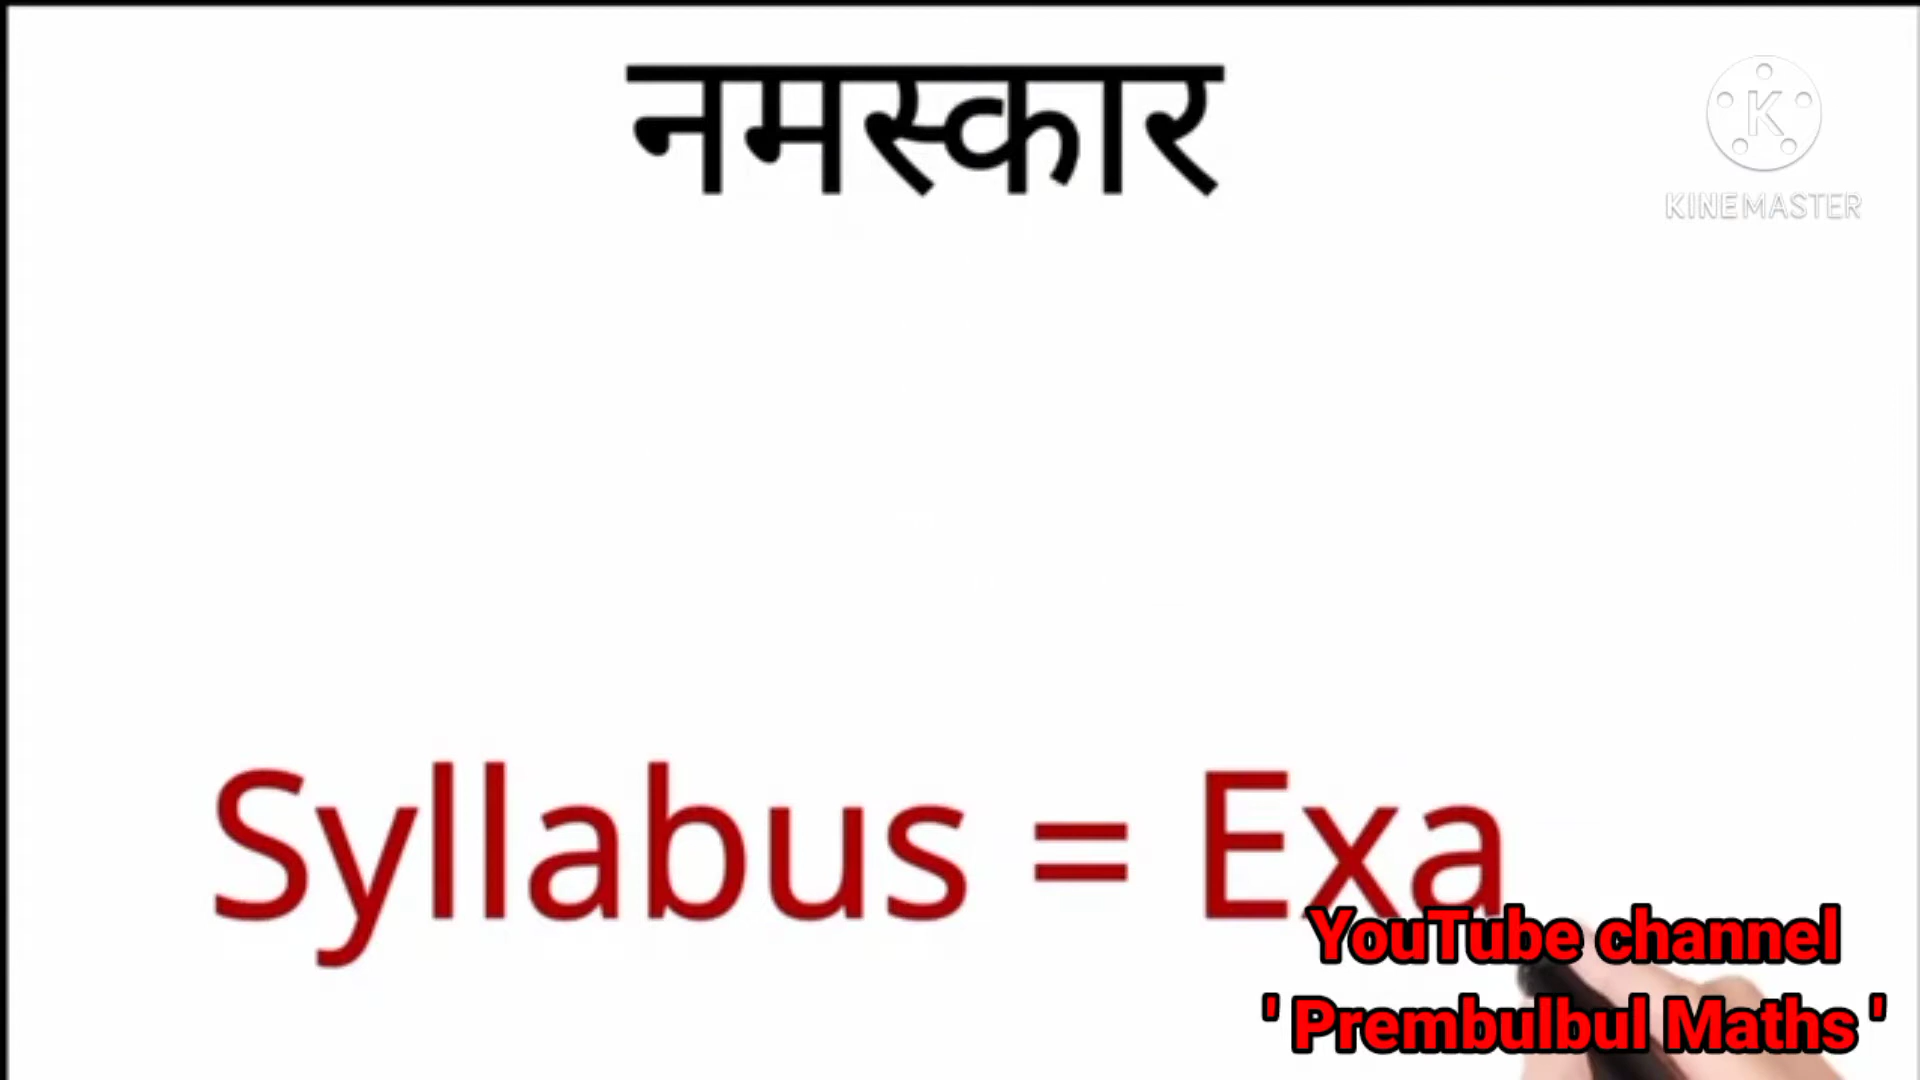 नमस्कार
K
KINEMASTER
Syllabus = Exa
YouTube channel
' Prembulbul Maths '